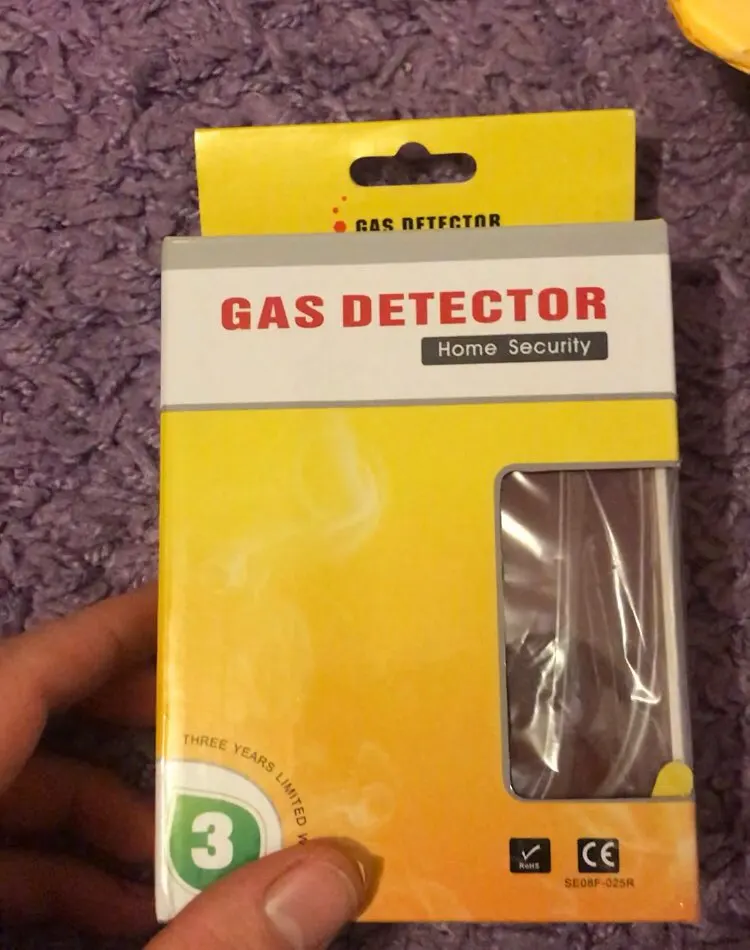 GAS DETECTOR
GAS DETECTOR
Home Security
THREE YEARS LIMITED
3
RoHS
CE
SE08F-025R